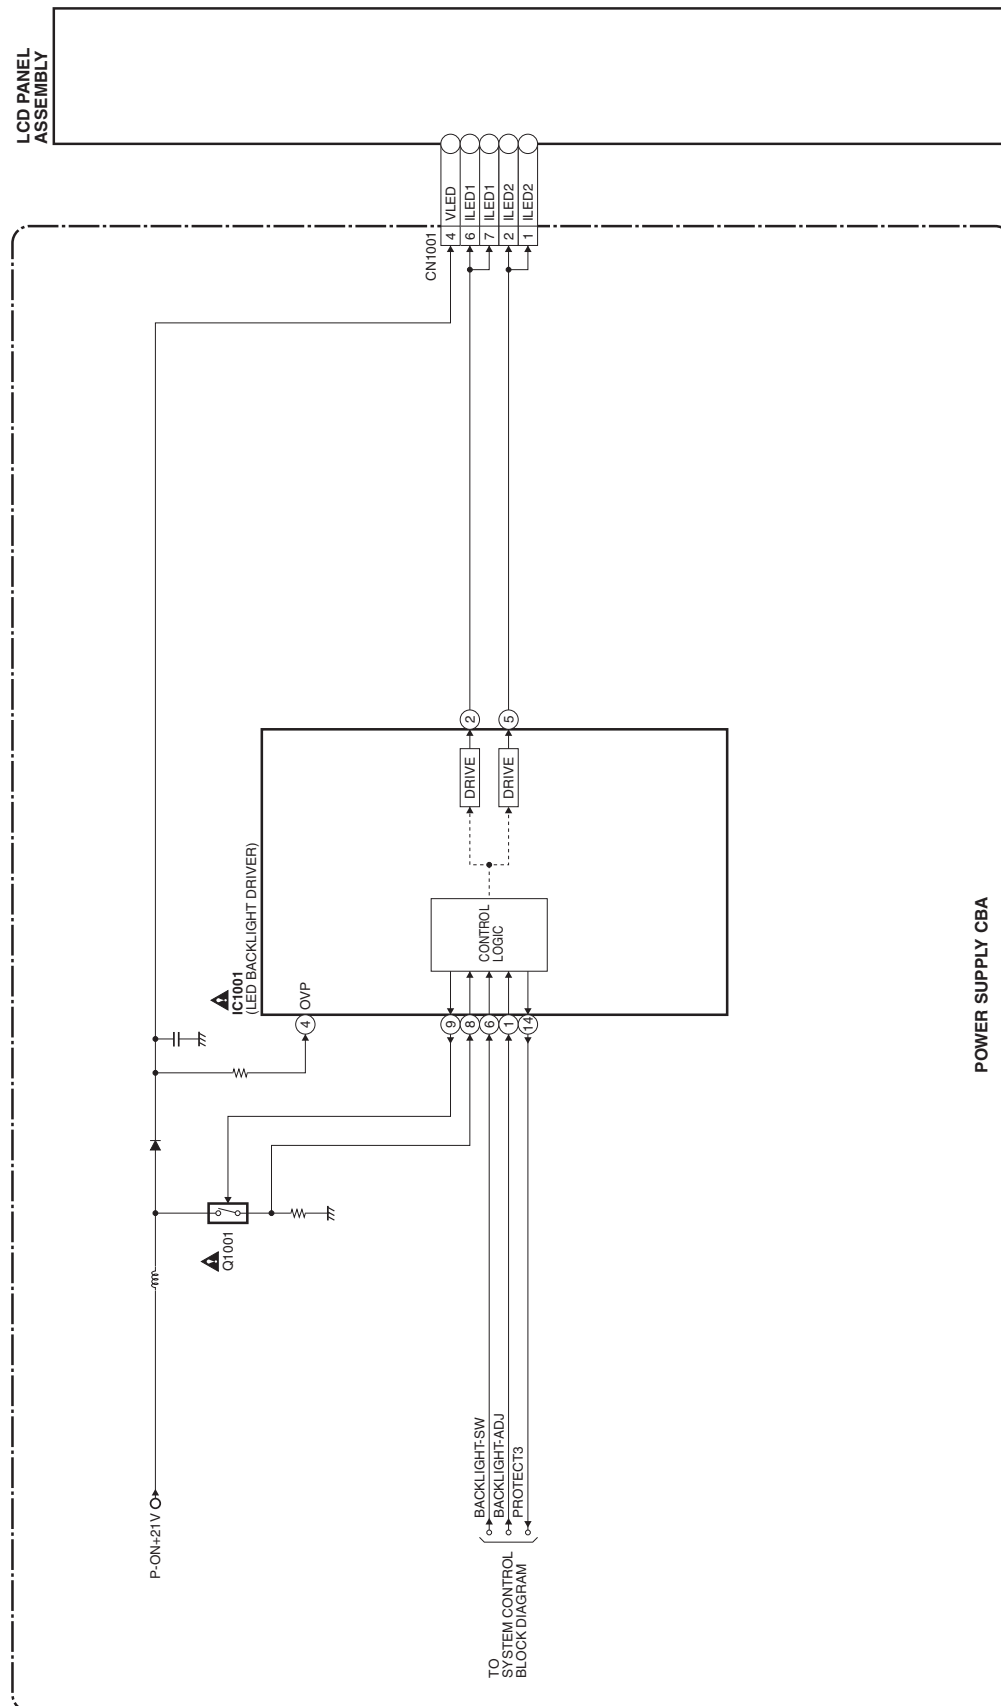 LCD PANEL
ASSEMBLY
CN1001
4 VLED
6 ILED1
7 ILED1
2 ILED2
1 ILED2
IC1001
(LED BACKLIGHT DRIVER)
4 OVP
DRIVE
2
DRIVE
5
CONTROL
LOGIC
9
8
6
1
14
Q1001
P-ON+21V
BACKLIGHT-SW
BACKLIGHT-ADJ
PROTECT3
TO
SYSTEM CONTROL
BLOCK DIAGRAM
POWER SUPPLY CBA